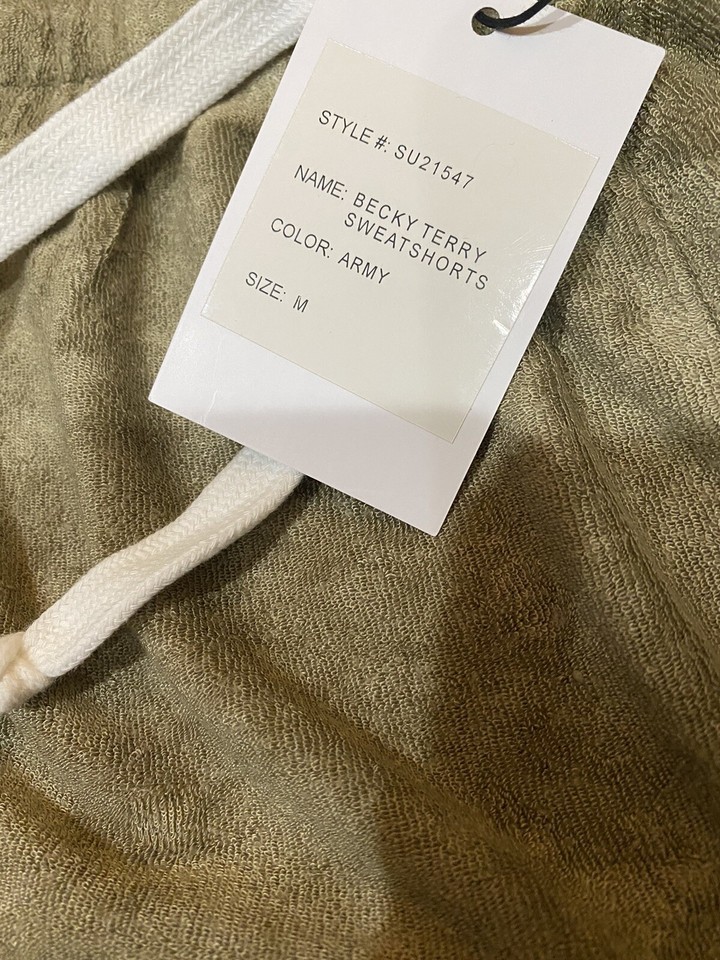 STYLE #: SU21547
NAME: BECKY TERRY
SWEATSHORTS
COLOR: ARMY
SIZE: M